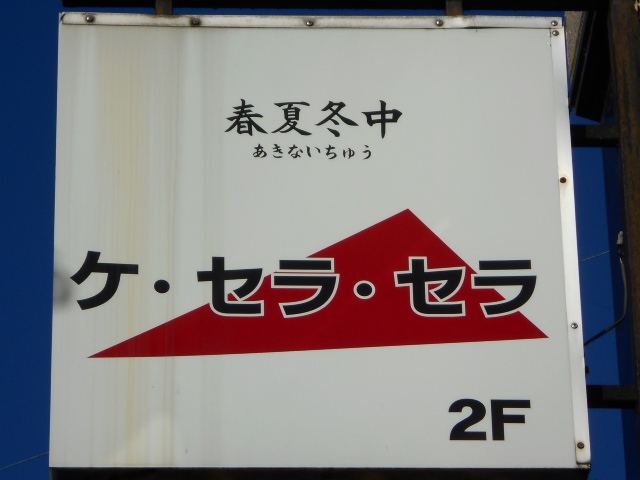 春夏冬中
あきないちゅう
ケ・セラ・セラ
2F